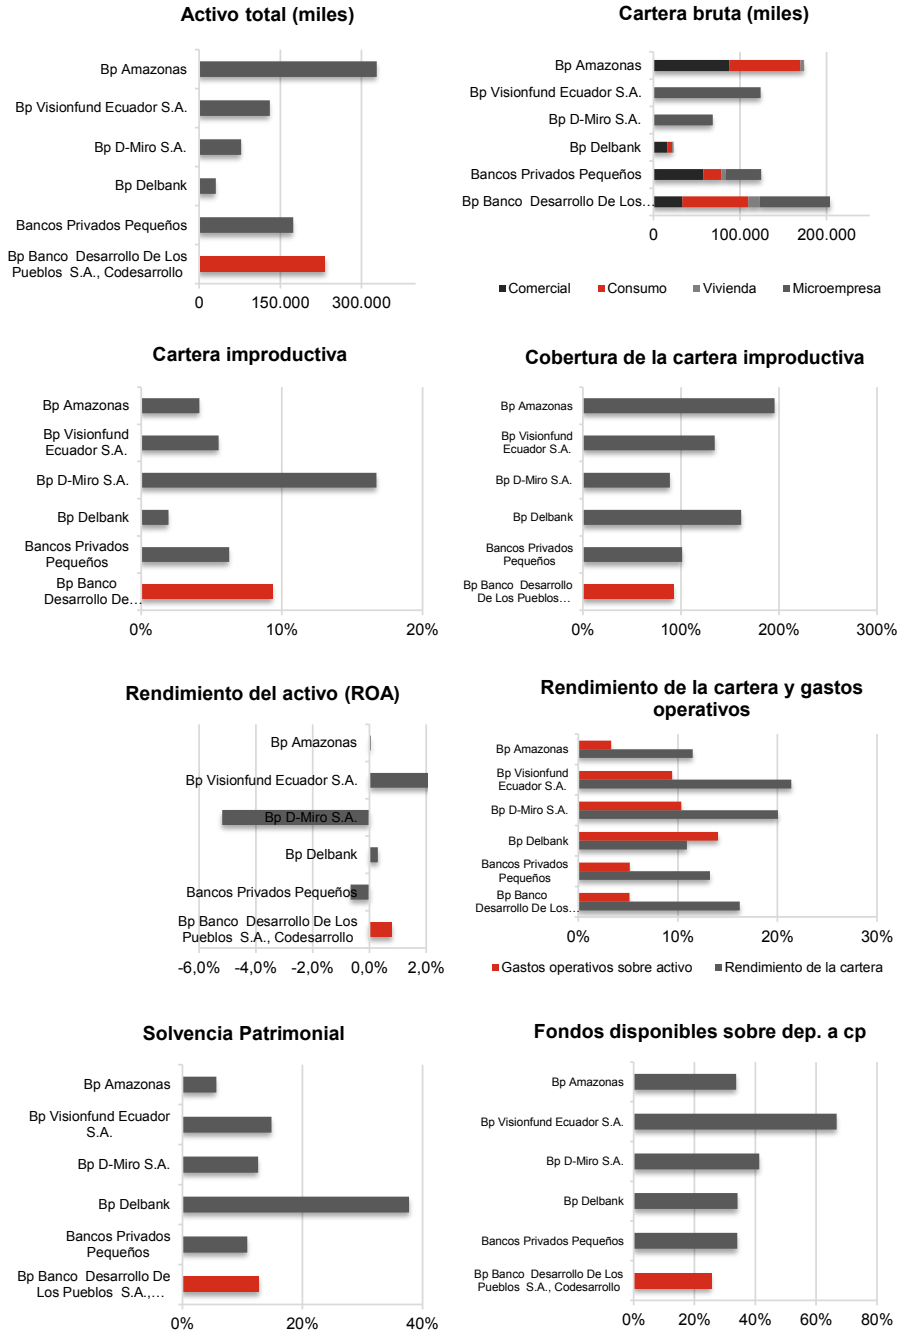 Activo total (miles)
Bp Amazonas
Bp Visionfund Ecuador S.A.
Bp D-Miro S.A.
Bp Delbank
Bancos Privados Pequeños
Bp Banco  Desarrollo De Los
Pueblos  S.A., Codesarrollo
0
150.000
300.000
Cartera bruta (miles)
Bp Amazonas
Bp Visionfund Ecuador S.A.
Bp D-Miro S.A.
Bp Delbank
Bancos Privados Pequeños
Bp Banco  Desarrollo De Los…
0
100.000
200.000
Comercial
Consumo
Vivienda
Microempresa
Cartera improductiva
Bp Amazonas
Bp Visionfund
Ecuador S.A.
Bp D-Miro S.A.
Bp Delbank
Bancos Privados
Pequeños
Bp Banco
Desarrollo De…
0%
10%
20%
Cobertura de la cartera improductiva
Bp Amazonas
Bp Visionfund
Ecuador S.A.
Bp D-Miro S.A.
Bp Delbank
Bancos Privados
Pequeños
Bp Banco  Desarrollo
De Los Pueblos…
0%
100%
200%
300%
Rendimiento del activo (ROA)
Bp Amazonas
Bp Visionfund Ecuador S.A.
Bp D-Miro S.A.
Bp Delbank
Bancos Privados Pequeños
Bp Banco  Desarrollo De Los
Pueblos  S.A., Codesarrollo
-6,0%
-4,0%
-2,0%
0,0%
2,0%
Rendimiento de la cartera y gastos
operativos
Bp Amazonas
Bp Visionfund
Ecuador S.A.
Bp D-Miro S.A.
Bp Delbank
Bancos Privados
Pequeños
Bp Banco
Desarrollo De Los…
0%
10%
20%
30%
Gastos operativos sobre activo
Rendimiento de la cartera
Solvencia Patrimonial
Bp Amazonas
Bp Visionfund Ecuador
S.A.
Bp D-Miro S.A.
Bp Delbank
Bancos Privados
Pequeños
Bp Banco  Desarrollo De
Los Pueblos  S.A.,…
0%
20%
40%
Fondos disponibles sobre dep. a cp
Bp Amazonas
Bp Visionfund Ecuador S.A.
Bp D-Miro S.A.
Bp Delbank
Bancos Privados Pequeños
Bp Banco  Desarrollo De Los
Pueblos  S.A., Codesarrollo
0%
20%
40%
60%
80%